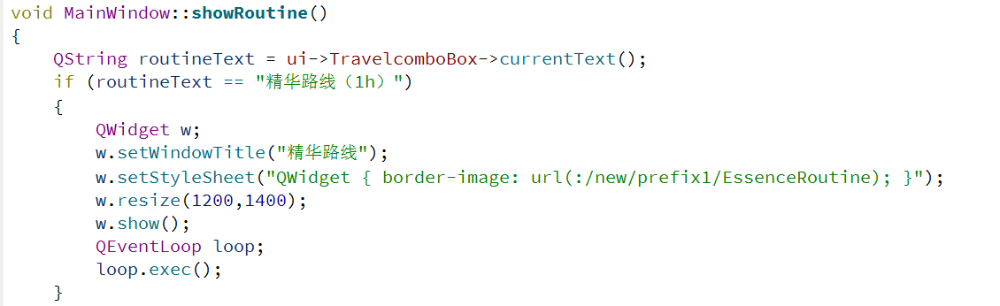 void MainWindow::showRoutine()
{
    QString routineText = ui->TravelcomboBox->currentText();
    if (routineText == "精华路线（1h）")
    {
        QWidget w;
        w.setWindowTitle("精华路线");
        w.setStyleSheet("QWidget { border-image: url(:/new/prefix1/EssenceRoutine); }");
        w.resize(1200,1400);
        w.show();
        QEventLoop loop;
        loop.exec();
    }